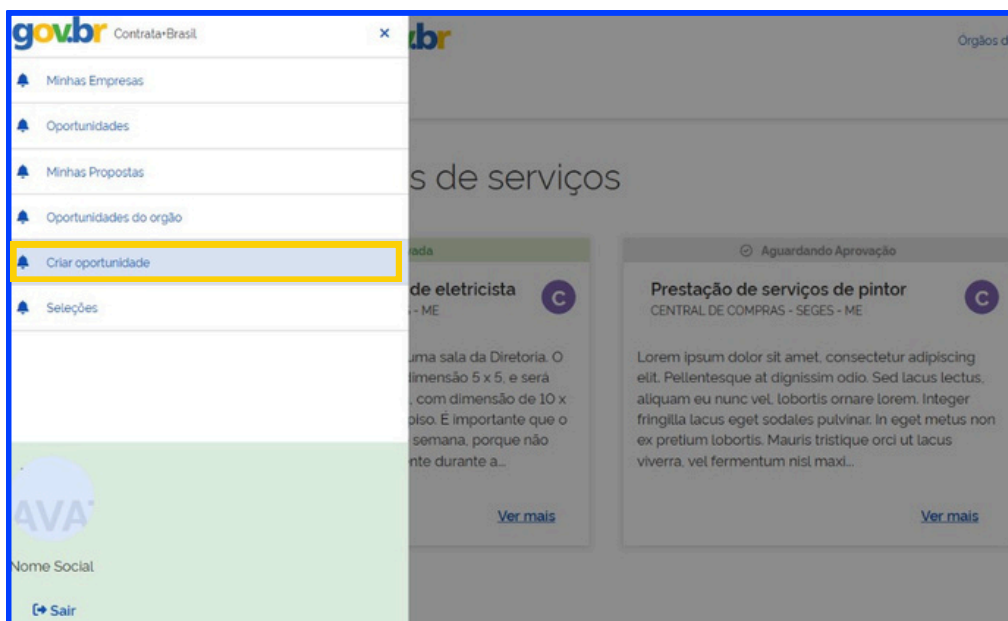 gov.br Contrata+Brasil ×
.br
Órgãos d
Minhas Empresas
Oportunidades
Minhas Propostas
Oportunidades do orgão
Criar oportunidade
Seleções
s de serviços
vada
de eletricista C
- ME
uma sala da Diretoria. O
dimensão 5 x 5, e será
, com dimensão de 10 x
piso. É importante que o
semana, porque não
nte durante a...
Ver mais
Aguardando Aprovação
Prestação de serviços de pintor C
CENTRAL DE COMPRAS - SEGES - ME
Lorem ipsum dolor sit amet, consectetur adipiscing
elit. Pellentesque at dignissim odio. Sed lacus lectus,
aliquam eu nunc vel, lobortis ornare lorem. Integer
fringilla lacus eget sodales pulvinar. In eget metus non
ex pretium lobortis. Mauris tristique orci ut lacus
viverra, vel fermentum nisl maxi...
Ver mais
AVAT
Nome Social
Sair